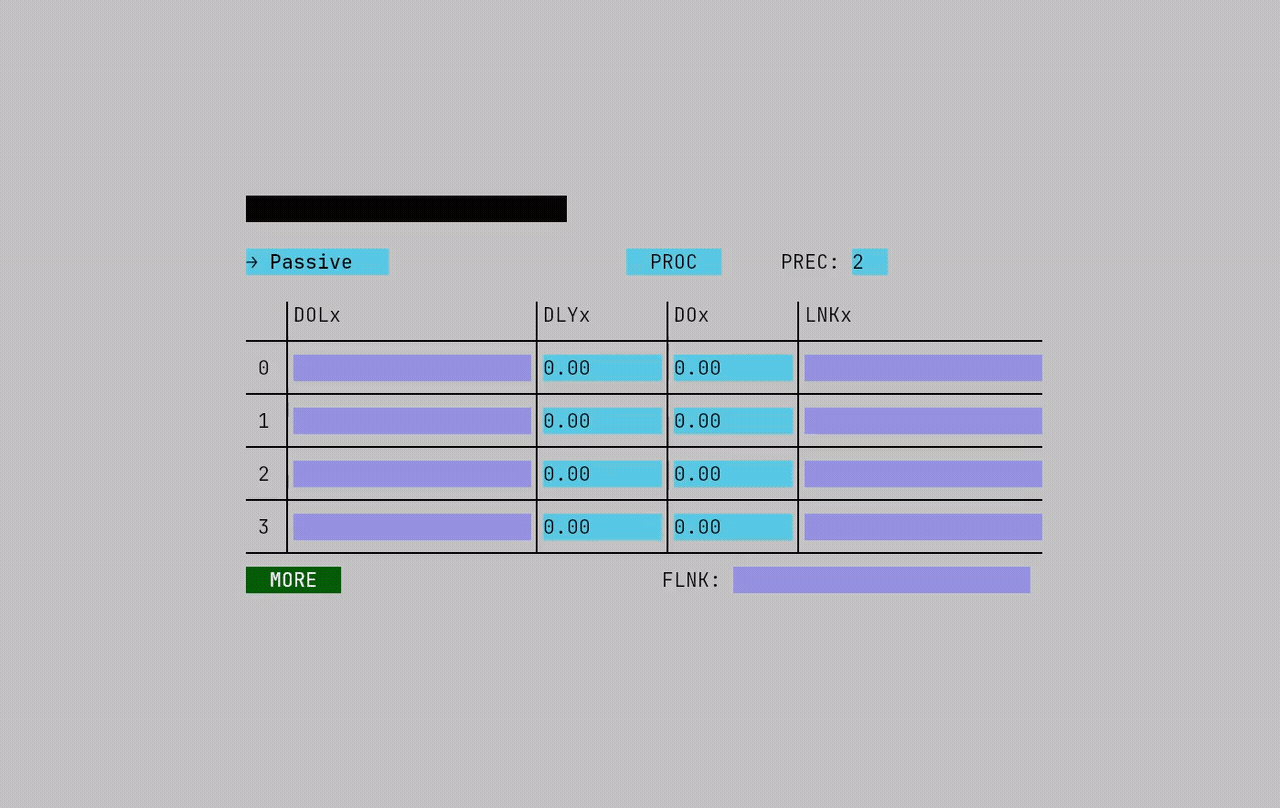 → Passive PROC PREC: 2
DOLx DLYx DOx LNKx
0 0.00 0.00
1 0.00 0.00
2 0.00 0.00
3 0.00 0.00
MORE FLNK: